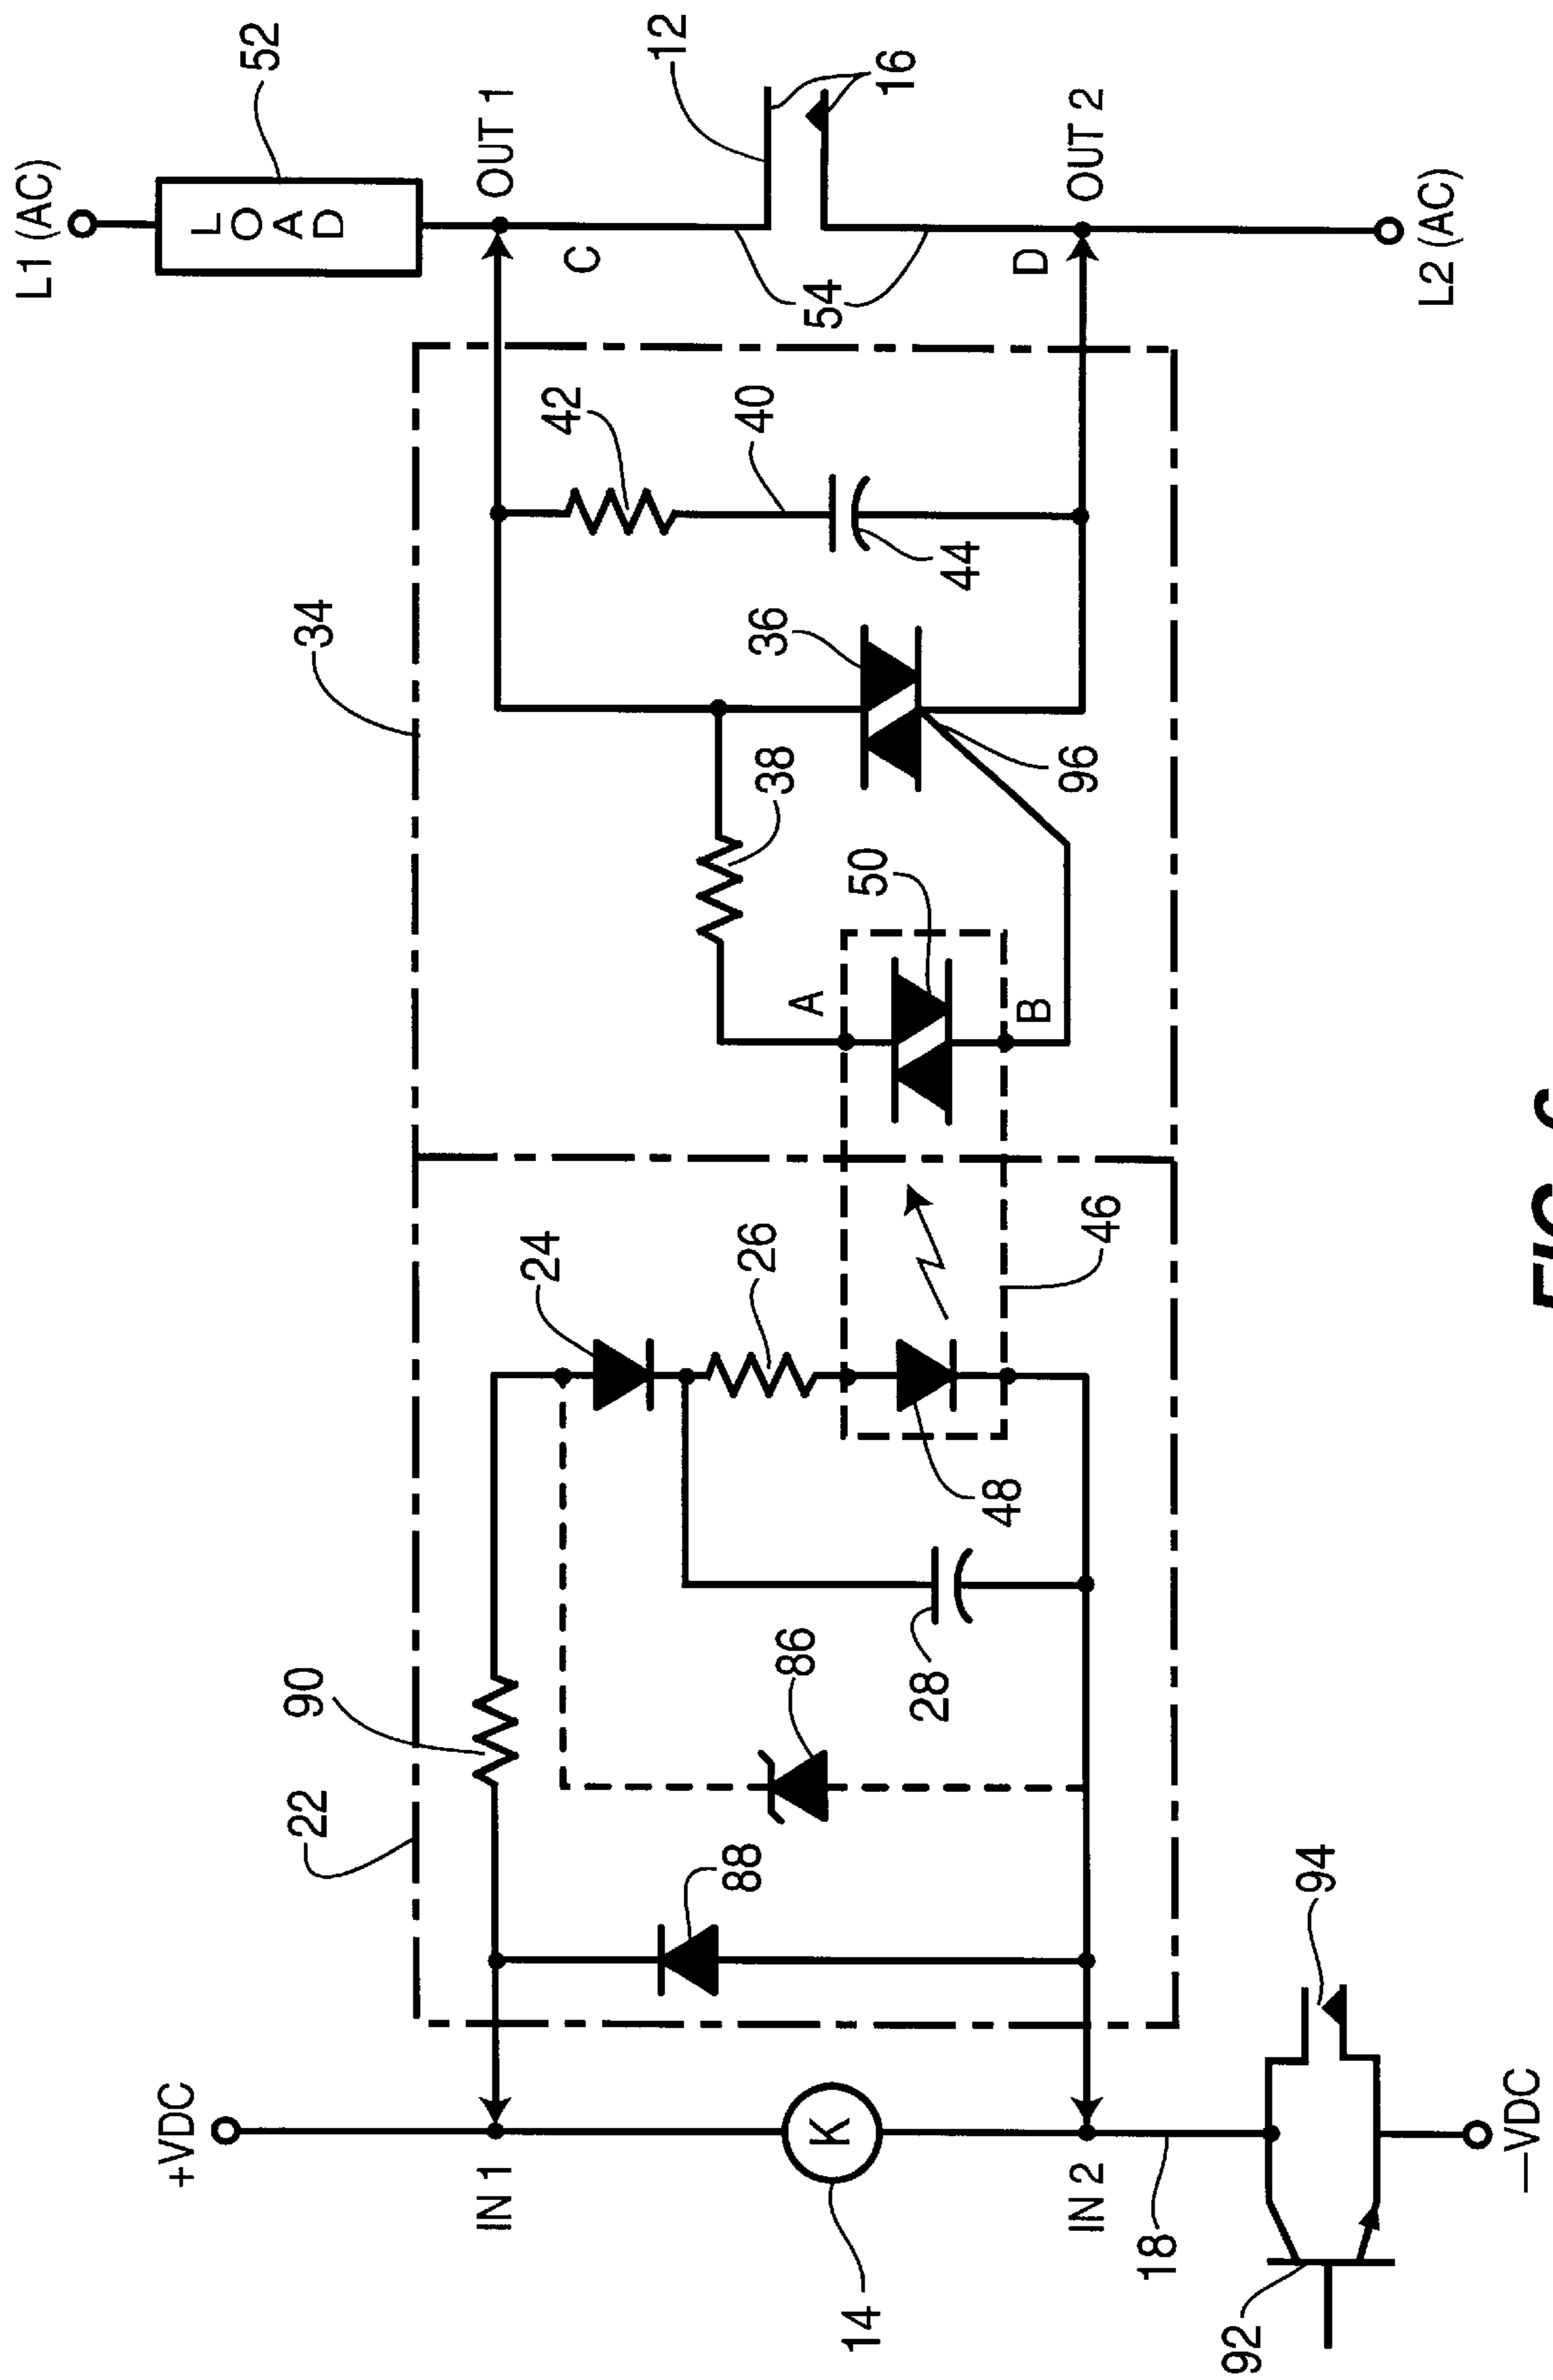 L1 (AC)
+VDC
52
L
O
A
D
22
90
34
IN 1
OUT 1
24
42
C
12
88
26
40
36
38
86
A
54
K
14
50
16
28
44
48
B
D
96
IN 2
OUT 2
46
18
92
94
L2 (AC)
—VDC
FIG.